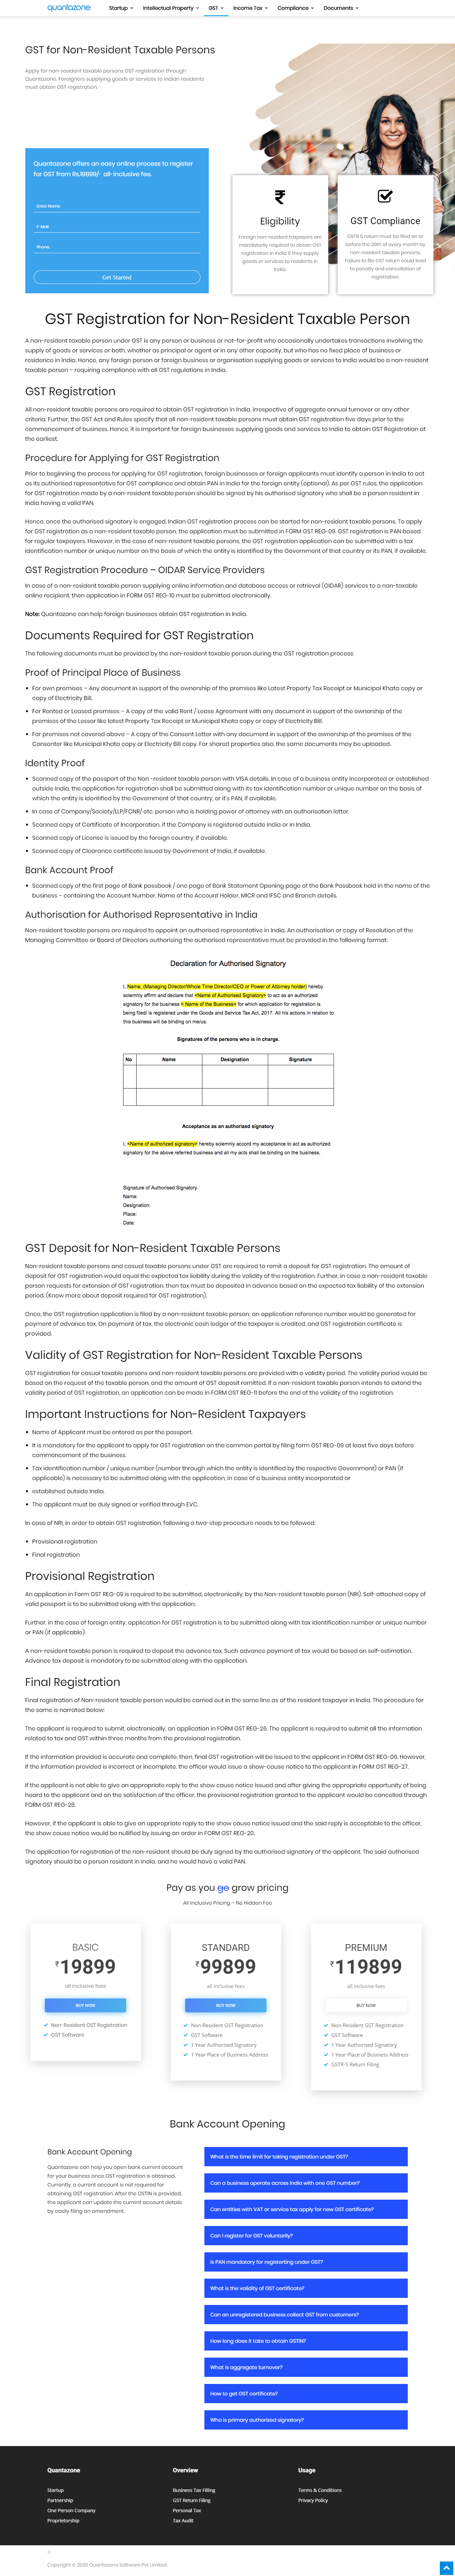 quantazone
Startup Intellectual Property GST Income Tax Compliance Documents
GST for Non-Resident Taxable Persons
Apply for non-resident taxable persons GST registration through
Quantazone. Foreigners supplying goods or services to Indian residents
must obtain GST registration.
Quantazone offers an easy online process to register
for GST from Rs.19899/- all-inclusive fee.
Enter Name
E-Mail
Phone
Get Started
Eligibility
Foreign non-resident taxpayers are
mandatorily required to obtain GST
registration in India if they supply
goods or services to residents in
India.
GST Compliance
GSTR 5 return must be filed on or
before the 20th of every month by
non-resident taxable persons.
Failure to file GST return could lead
to penalty and cancellation of
registration.
GST Registration for Non-Resident Taxable Person
A non-resident taxable person under GST is any person or business or not-for-profit who occasionally undertakes transactions involving the
supply of goods or services or both, whether as principal or agent or in any other capacity, but who has no fixed place of business or
residence in India. Hence, any foreign person or foreign business or organisation supplying goods or services to India would be a non-resident
taxable person – requiring compliance with all GST regulations in India.
GST Registration
All non-resident taxable persons are required to obtain GST registration in India, irrespective of aggregate annual turnover or any other
criteria. Further, the GST Act and Rules specify that all non-resident taxable persons must obtain GST registration five days prior to the
commencement of business. Hence, it is important for foreign businesses supplying goods and services to India to obtain GST Registration at
the earliest.
Procedure for Applying for GST Registration
Prior to beginning the process for applying for GST registration, foreign businesses or foreign applicants must identify a person in India to act
as its authorised representative for GST compliance and obtain PAN in India for the foreign entity (optional). As per GST rules, the application
for GST registration made by a non-resident taxable person should be signed by his authorised signatory who shall be a person resident in
India having a valid PAN.
Hence, once the authorised signatory is arranged, Indian GST registration process can be started for non-resident taxable persons. To apply
for GST registration as a non-resident taxable person, the application must be submitted in FORM GST REG-09. GST registration is PAN based
for regular taxpayers. However, in the case of non-resident taxable persons, the GST registration application can be submitted with a tax
identification number or unique number on the basis of which the entity is identified by the Government of that country or its PAN, if available.
GST Registration Procedure – OIDAR Service Providers
In case of a non-resident taxable person supplying online information and database access or retrieval (OIDAR) services to a non-taxable
online recipient, then application in FORM GST REG-10 must be submitted electronically.
Note: Quantazone can help foreign businesses obtain GST registration in India.
Documents Required for GST Registration
The following documents must be provided by the non-resident taxable person during the GST registration process:
Proof of Principal Place of Business
For own premises – Any document in support of the ownership of the premises like Latest Property Tax Receipt or Municipal Khata copy or
copy of Electricity Bill.
For Rented or Leased premises – A copy of the valid Rent / Lease Agreement with any document in support of the ownership of the
premises of the Lessor like latest Property Tax Receipt or Municipal Khata copy or copy of Electricity Bill.
For premises not covered above – A copy of the Consent Letter with any document in support of the ownership of the premises of the
Consenter like Municipal Khata copy or Electricity Bill copy. For shared properties also, the same documents may be uploaded.
Identity Proof
Scanned copy of the passport of the Non -resident taxable person with VISA details. In case of a business entity incorporated or established
outside India, the application for registration shall be submitted along with its tax identification number or unique number on the basis of
which the entity is identified by the Government of that country, or it's PAN, if available.
In case of Company/Society/LLP/FCNR/ etc. person who is holding power of attorney with an authorisation letter.
Scanned copy of Certificate of Incorporation, if the Company is registered outside India or in India.
Scanned copy of License is issued by the foreign country, if available.
Scanned copy of Clearance certificate issued by Government of India, if available.
Bank Account Proof
Scanned copy of the first page of Bank passbook / one page of Bank Statement Opening page of the Bank Passbook held in the name of the
business – containing the Account Number, Name of the Account Holder, MICR and IFSC and Branch details.
Authorisation for Authorised Representative in India
Non-resident taxable persons are required to appoint an authorised representative in India. An authorisation or copy of Resolution of the
Managing Committee or Board of Directors authorising the authorised representative must be provided in the following format:
Declaration for Authorised Signatory
I, Name, (Managing Director/Whole Time Director/CEO or Power of Attorney holder) hereby
solemnly affirm and declare that <Name of Authorised Signatory> to act as an authorized
signatory for the business < Name of the Business> for which application for registration is
being filed/ is registered under the Goods and Service Tax Act, 2017. All his actions in relation to
this business will be binding on me/us.
Signatures of the persons who is in charge.
No Name Designation Signature
Acceptance as an authorized signatory
I, <Name of authorized signatory> hereby solemnly accord my acceptance to act as authorized
signatory for the above referred business and all my acts shall be binding on the business.
Signature of Authorised Signatory
Name:
Designation:
Place:
Date:
GST Deposit for Non-Resident Taxable Persons
Non-resident taxable persons and casual taxable persons under GST are required to remit a deposit for GST registration. The amount of
deposit for GST registration would equal the expected tax liability during the validity of the registration. Further, in case a non-resident taxable
person requests for extension of GST registration, then tax must be deposited in advance based on the expected tax liability of the extension
period. (Know more about deposit required for GST registration).
Once, the GST registration application is filed by a non-resident taxable person; an application reference number would be generated for
payment of advance tax. On payment of tax, the electronic cash ledger of the taxpayer is credited, and GST registration certificate is
provided.
Validity of GST Registration for Non-Resident Taxable Persons
GST registration for casual taxable persons and non-resident taxable persons are provided with a validity period. The validity period would be
based on the request of the taxable person, and the amount of GST deposit remitted. If a non-resident taxable person intends to extend the
validity period of GST registration, an application can be made in FORM GST REG-11 before the end of the validity of the registration.
Important Instructions for Non-Resident Taxpayers
Name of Applicant must be entered as per the passport.
It is mandatory for the applicant to apply for GST registration on the common portal by filing form GST REG-09 at least five days before
commencement of the business.
Tax identification number / unique number (number through which the entity is identified by the respective Government) or PAN (if
applicable) is necessary to be submitted along with the application, in case of a business entity incorporated or
established outside India.
The applicant must be duly signed or verified through EVC.
In case of NRI, in order to obtain GST registration, following a two-step procedure needs to be followed:
Provisional registration
Final registration
Provisional Registration
An application in Form GST REG-09 is required to be submitted, electronically, by the Non-resident taxable person (NRI). Self-attached copy of
valid passport is to be submitted along with the application.
Further, in the case of foreign entity, application for GST registration is to be submitted with tax identification number or unique number
or PAN (if applicable).
A non-resident taxable person is required to deposit the advance tax. Such advance payment of tax would be based on self-estimation.
Advance tax deposit is mandatory to be submitted along with the application.
Final Registration
Final registration of Non-resident taxable person would be carried out in the same line as of the resident taxpayer in India. The procedure for
the same is narrated below:
The applicant is required to submit, electronically, an application in FORM GST REG-26. The applicant is required to submit all the information
related to tax and GST within three months from the provisional registration.
If the information provided is accurate and complete, then, final GST registration will be issued to the applicant in FORM GST REG-06. However,
if the information provided is incorrect or incomplete, the officer would issue a show-cause notice to the applicant in FORM GST REG-27.
If the applicant is not able to give an appropriate reply to the show cause notice issued and after giving the appropriate opportunity of being
heard to the applicant and on the satisfaction of the officer, the provisional registration granted to the applicant would be cancelled through
FORM GST REG-28.
However, if the applicant is able to give an appropriate reply to the show cause notice issued and the said reply is acceptable to the officer,
the show cause notice would be nullified by issuing an order in FORM GST REG-20.
The application for registration of the non-resident should be duly signed by the authorised signatory of the applicant. The said authorised
signatory should be a person resident in India, and he would have a valid PAN.
Pay as you go grow pricing
All Inclusive Pricing – No Hidden Fee
BASIC
₹19899
all inclusive fees
BUY NOW
Non-Resident GST Registration
GST Software
STANDARD
₹99899
all inclusive fees
BUY NOW
Non-Resident GST Registration
GST Software
1 Year Authorised Signatory
1 Year Place of Business Address
PREMIUM
₹119899
all inclusive fees
BUY NOW
Non-Resident GST Registration
GST Software
1 Year Authorised Signatory
1 Year Place of Business Address
GSTR-5 Return Filing
Bank Account Opening
Bank Account Opening
Quantazone can help you open bank current account
for your business once GST registration is obtained.
Currently, a current account is not required for
obtaining GST registration. After the GSTIN is provided,
the applicant can update the current account details
by easily filing an amendment.
What is the time limit for taking registration under GST?
Can a business operate across India with one GST number?
Can entities with VAT or service tax apply for new GST certificate?
Can I register for GST voluntarily?
Is PAN mandatory for registerting under GST?
What is the validity of GST certificate?
Can an unregistered business collect GST from customers?
How long does it take to obtain GSTIN?
What is aggregate turnover?
How to get GST certificate?
Who is primary authorized signatory?
Quantazone
Startup
Partnership
One Person Company
Proprietorship
Overview
Business Tax Filling
GST Return Filing
Personal Tax
Tax Audit
Usage
Terms & Conditions
Privacy Policy
Copyright © 2020 Quantazone Software Pvt Limited.